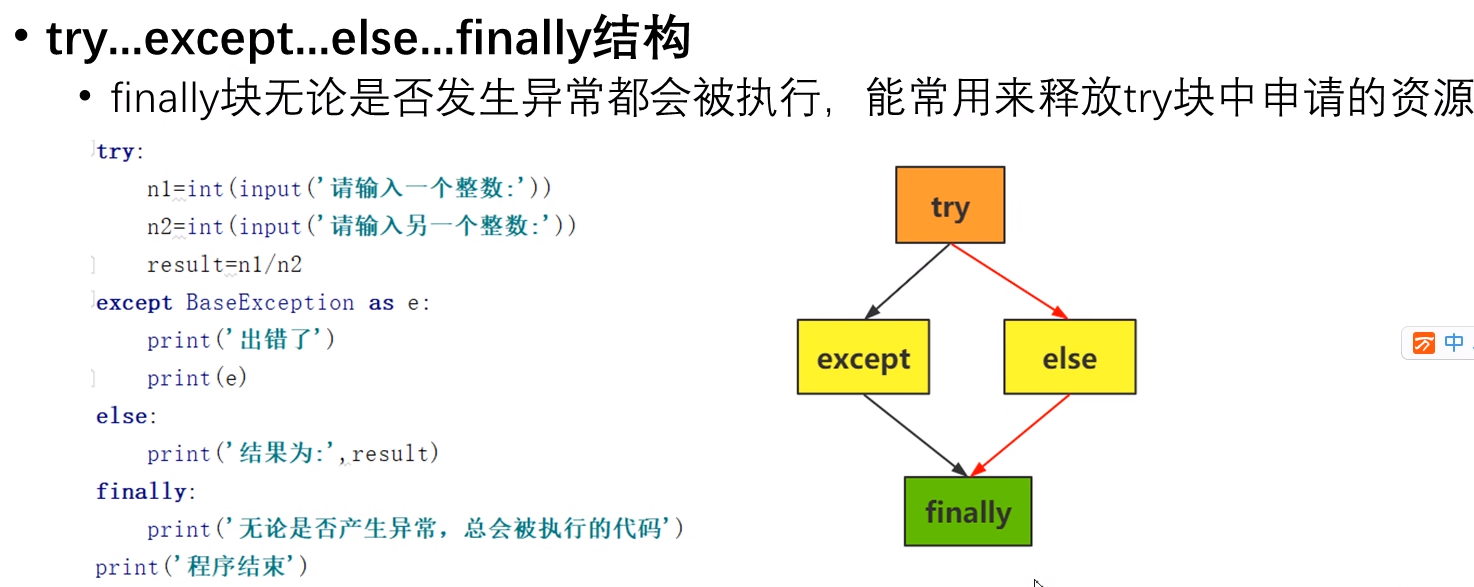 • try...except...else...finally结构
• finally块无论是否发生异常都会被执行，能常用来释放try块中申请的资源
try:
n1=int(input('请输入一个整数:'))
n2=int(input('请输入另一个整数:'))
result=n1/n2
except BaseException as e:
print('出错了')
print(e)
else:
print('结果为:',result)
finally:
print('无论是否产生异常，总会被执行的代码')
print('程序结束')
try
except
else
finally
中